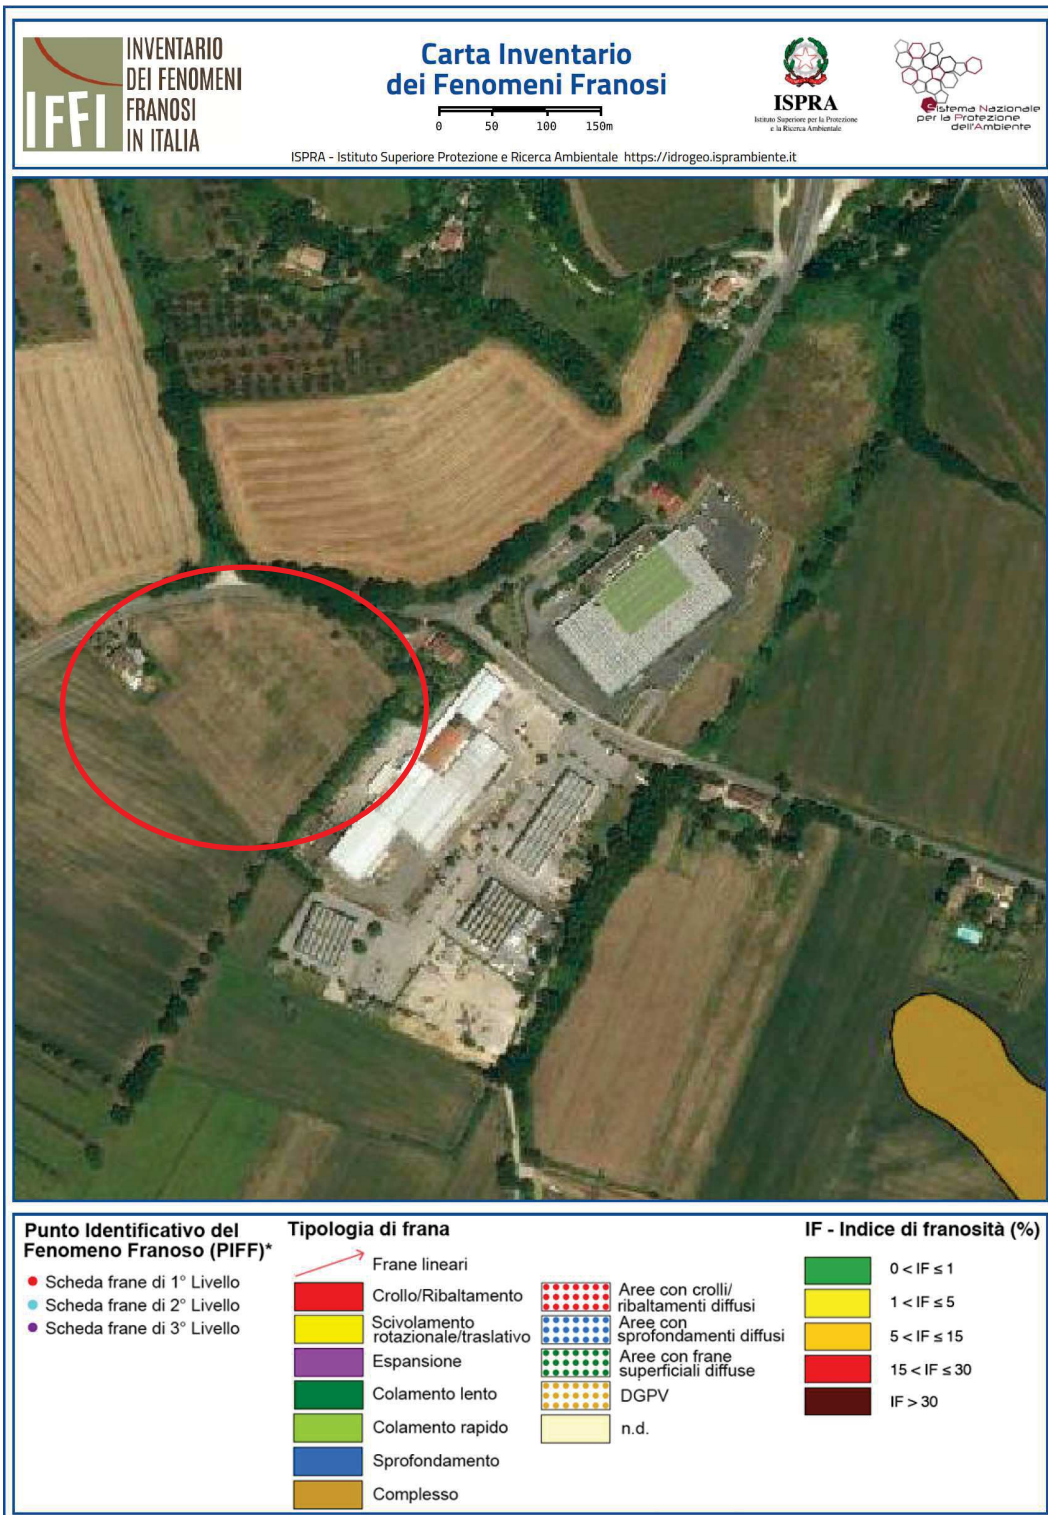 IFFI
INVENTARIO
DEI FENOMENI
FRANOSI
IN ITALIA
Carta Inventario
dei Fenomeni Franosi
0 50 100 150m
ISPRA - Istituto Superiore Protezione e Ricerca Ambientale https://idrogeo.isprambiente.it
ISPRA
Istituto Superiore per la Protezione
e la Ricerca Ambientale
Sistema Nazionale
per la Protezione
dell'Ambiente
Punto Identificativo del
Fenomeno Franoso (PIFF)*
Scheda frane di 1° Livello
Scheda frane di 2° Livello
Scheda frane di 3° Livello
Tipologia di frana
Frane lineari
Crollo/Ribaltamento
Scivolamento
rotazionale/traslativo
Espansione
Colamento lento
Colamento rapido
Sprofondamento
Complesso
Aree con crolli/
ribaltamenti diffusi
Aree con
sprofondamenti diffusi
Aree con frane
superficiali diffuse
DGPV
n.d.
IF - Indice di franosità (%)
0 < IF ≤ 1
1 < IF ≤ 5
5 < IF ≤ 15
15 < IF ≤ 30
IF > 30